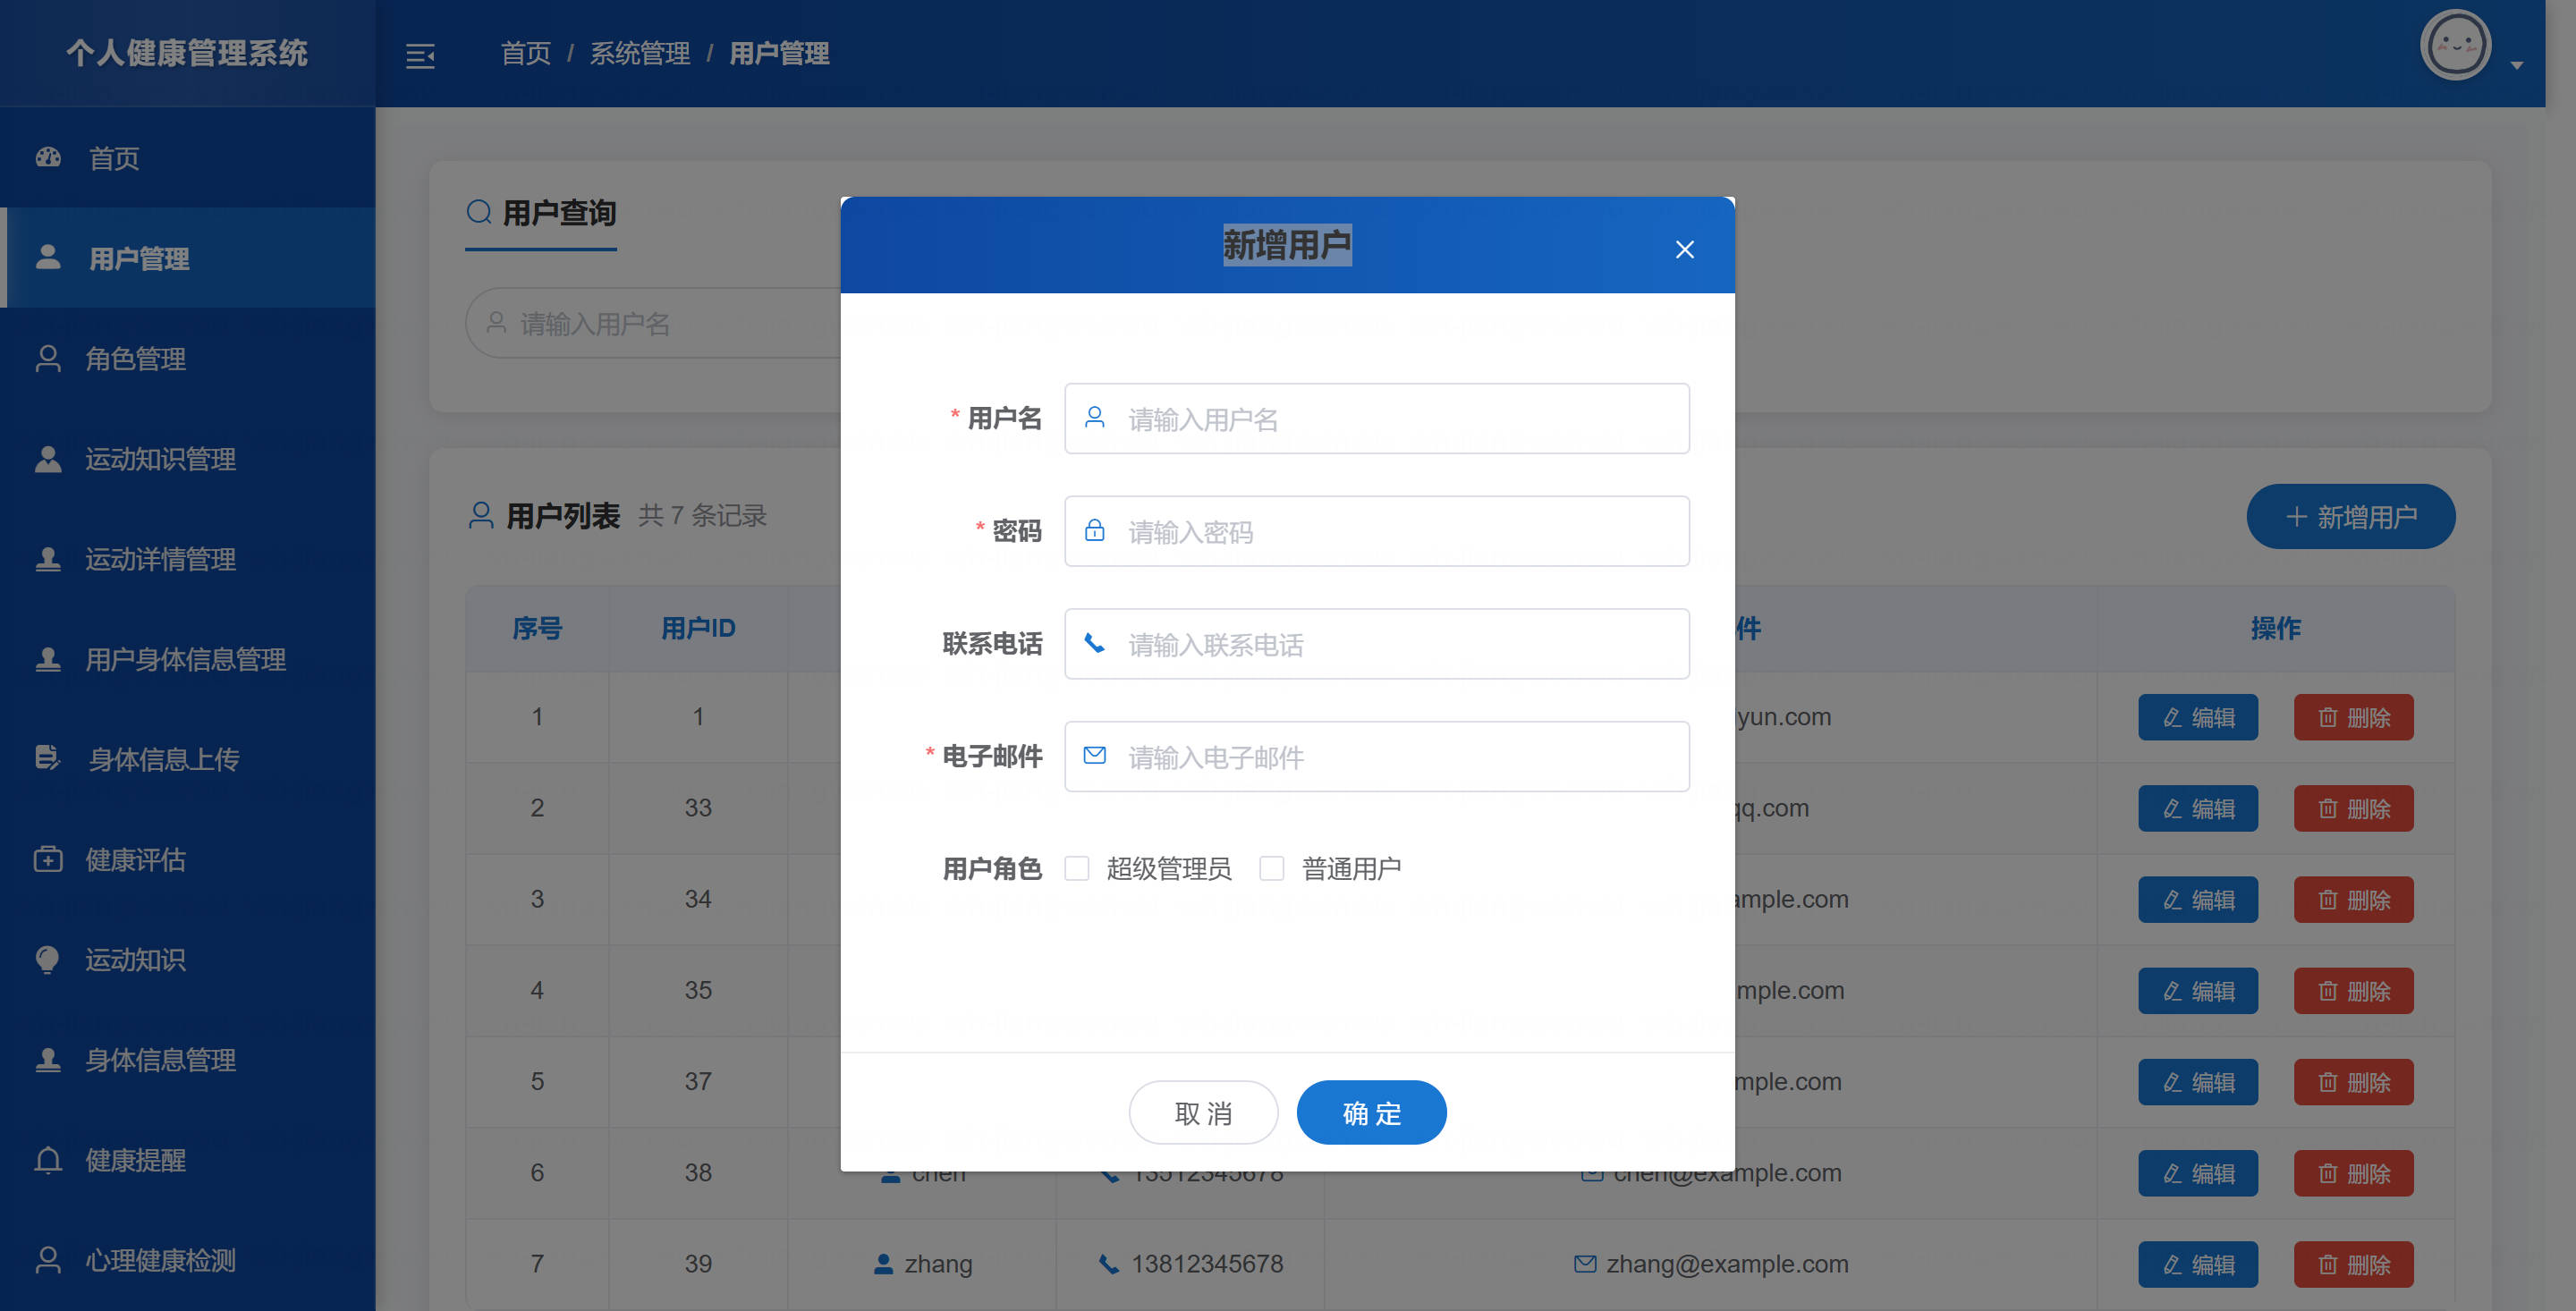 个人健康管理系统
首页 / 系统管理 / 用户管理
首页
用户管理
角色管理
运动知识管理
运动详情管理
用户身体信息管理
身体信息上传
健康评估
运动知识
身体信息管理
健康提醒
心理健康检测
用户查询
请输入用户名
用户列表 共 7 条记录
+ 新增用户
序号 用户ID 件 操作
1 1 yun.com 编辑 删除
2 33 qq.com 编辑 删除
3 34 ample.com 编辑 删除
4 35 mple.com 编辑 删除
5 37 mple.com 编辑 删除
6 38 chen 13512345678 chen@example.com 编辑 删除
7 39 zhang 13812345678 zhang@example.com 编辑 删除
新增用户
* 用户名 请输入用户名
* 密码 请输入密码
联系电话 请输入联系电话
* 电子邮件 请输入电子邮件
用户角色 超级管理员 普通用户
取 消 确 定